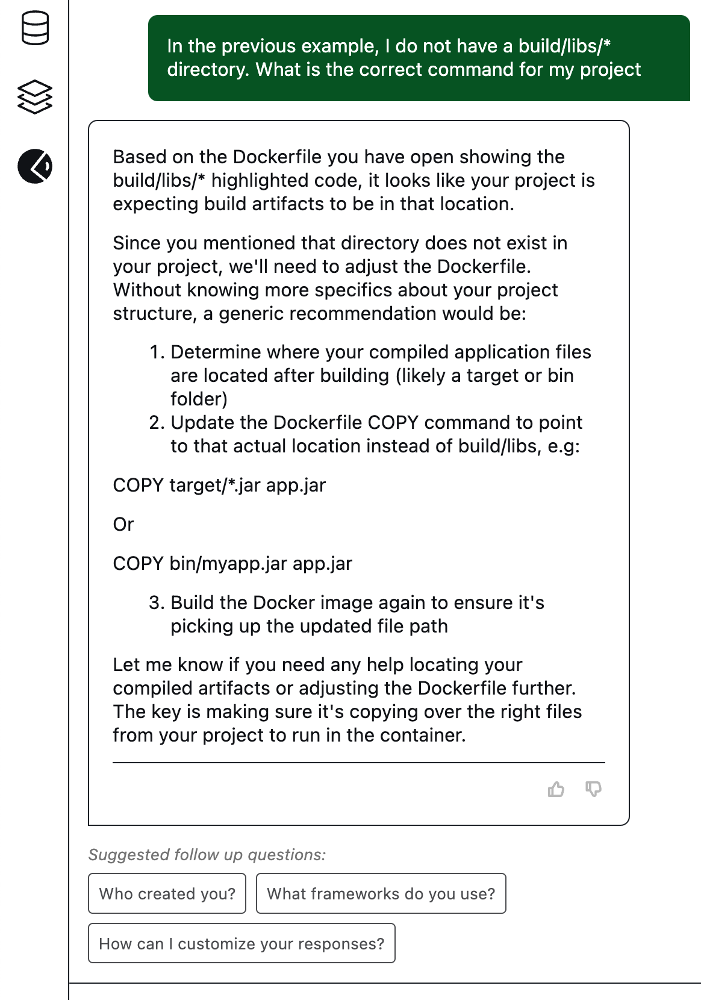 In the previous example, I do not have a build/libs/*
directory. What is the correct command for my project
Based on the Dockerfile you have open showing the
build/libs/* highlighted code, it looks like your project is
expecting build artifacts to be in that location.
Since you mentioned that directory does not exist in
your project, we'll need to adjust the Dockerfile.
Without knowing more specifics about your project
structure, a generic recommendation would be:
1. Determine where your compiled application files
are located after building (likely a target or bin
folder)
2. Update the Dockerfile COPY command to point
to that actual location instead of build/libs, e.g:
COPY target/*.jar app.jar
Or
COPY bin/myapp.jar app.jar
3. Build the Docker image again to ensure it's
picking up the updated file path
Let me know if you need any help locating your
compiled artifacts or adjusting the Dockerfile further.
The key is making sure it's copying over the right files
from your project to run in the container.
Suggested follow up questions:
Who created you?
What frameworks do you use?
How can I customize your responses?